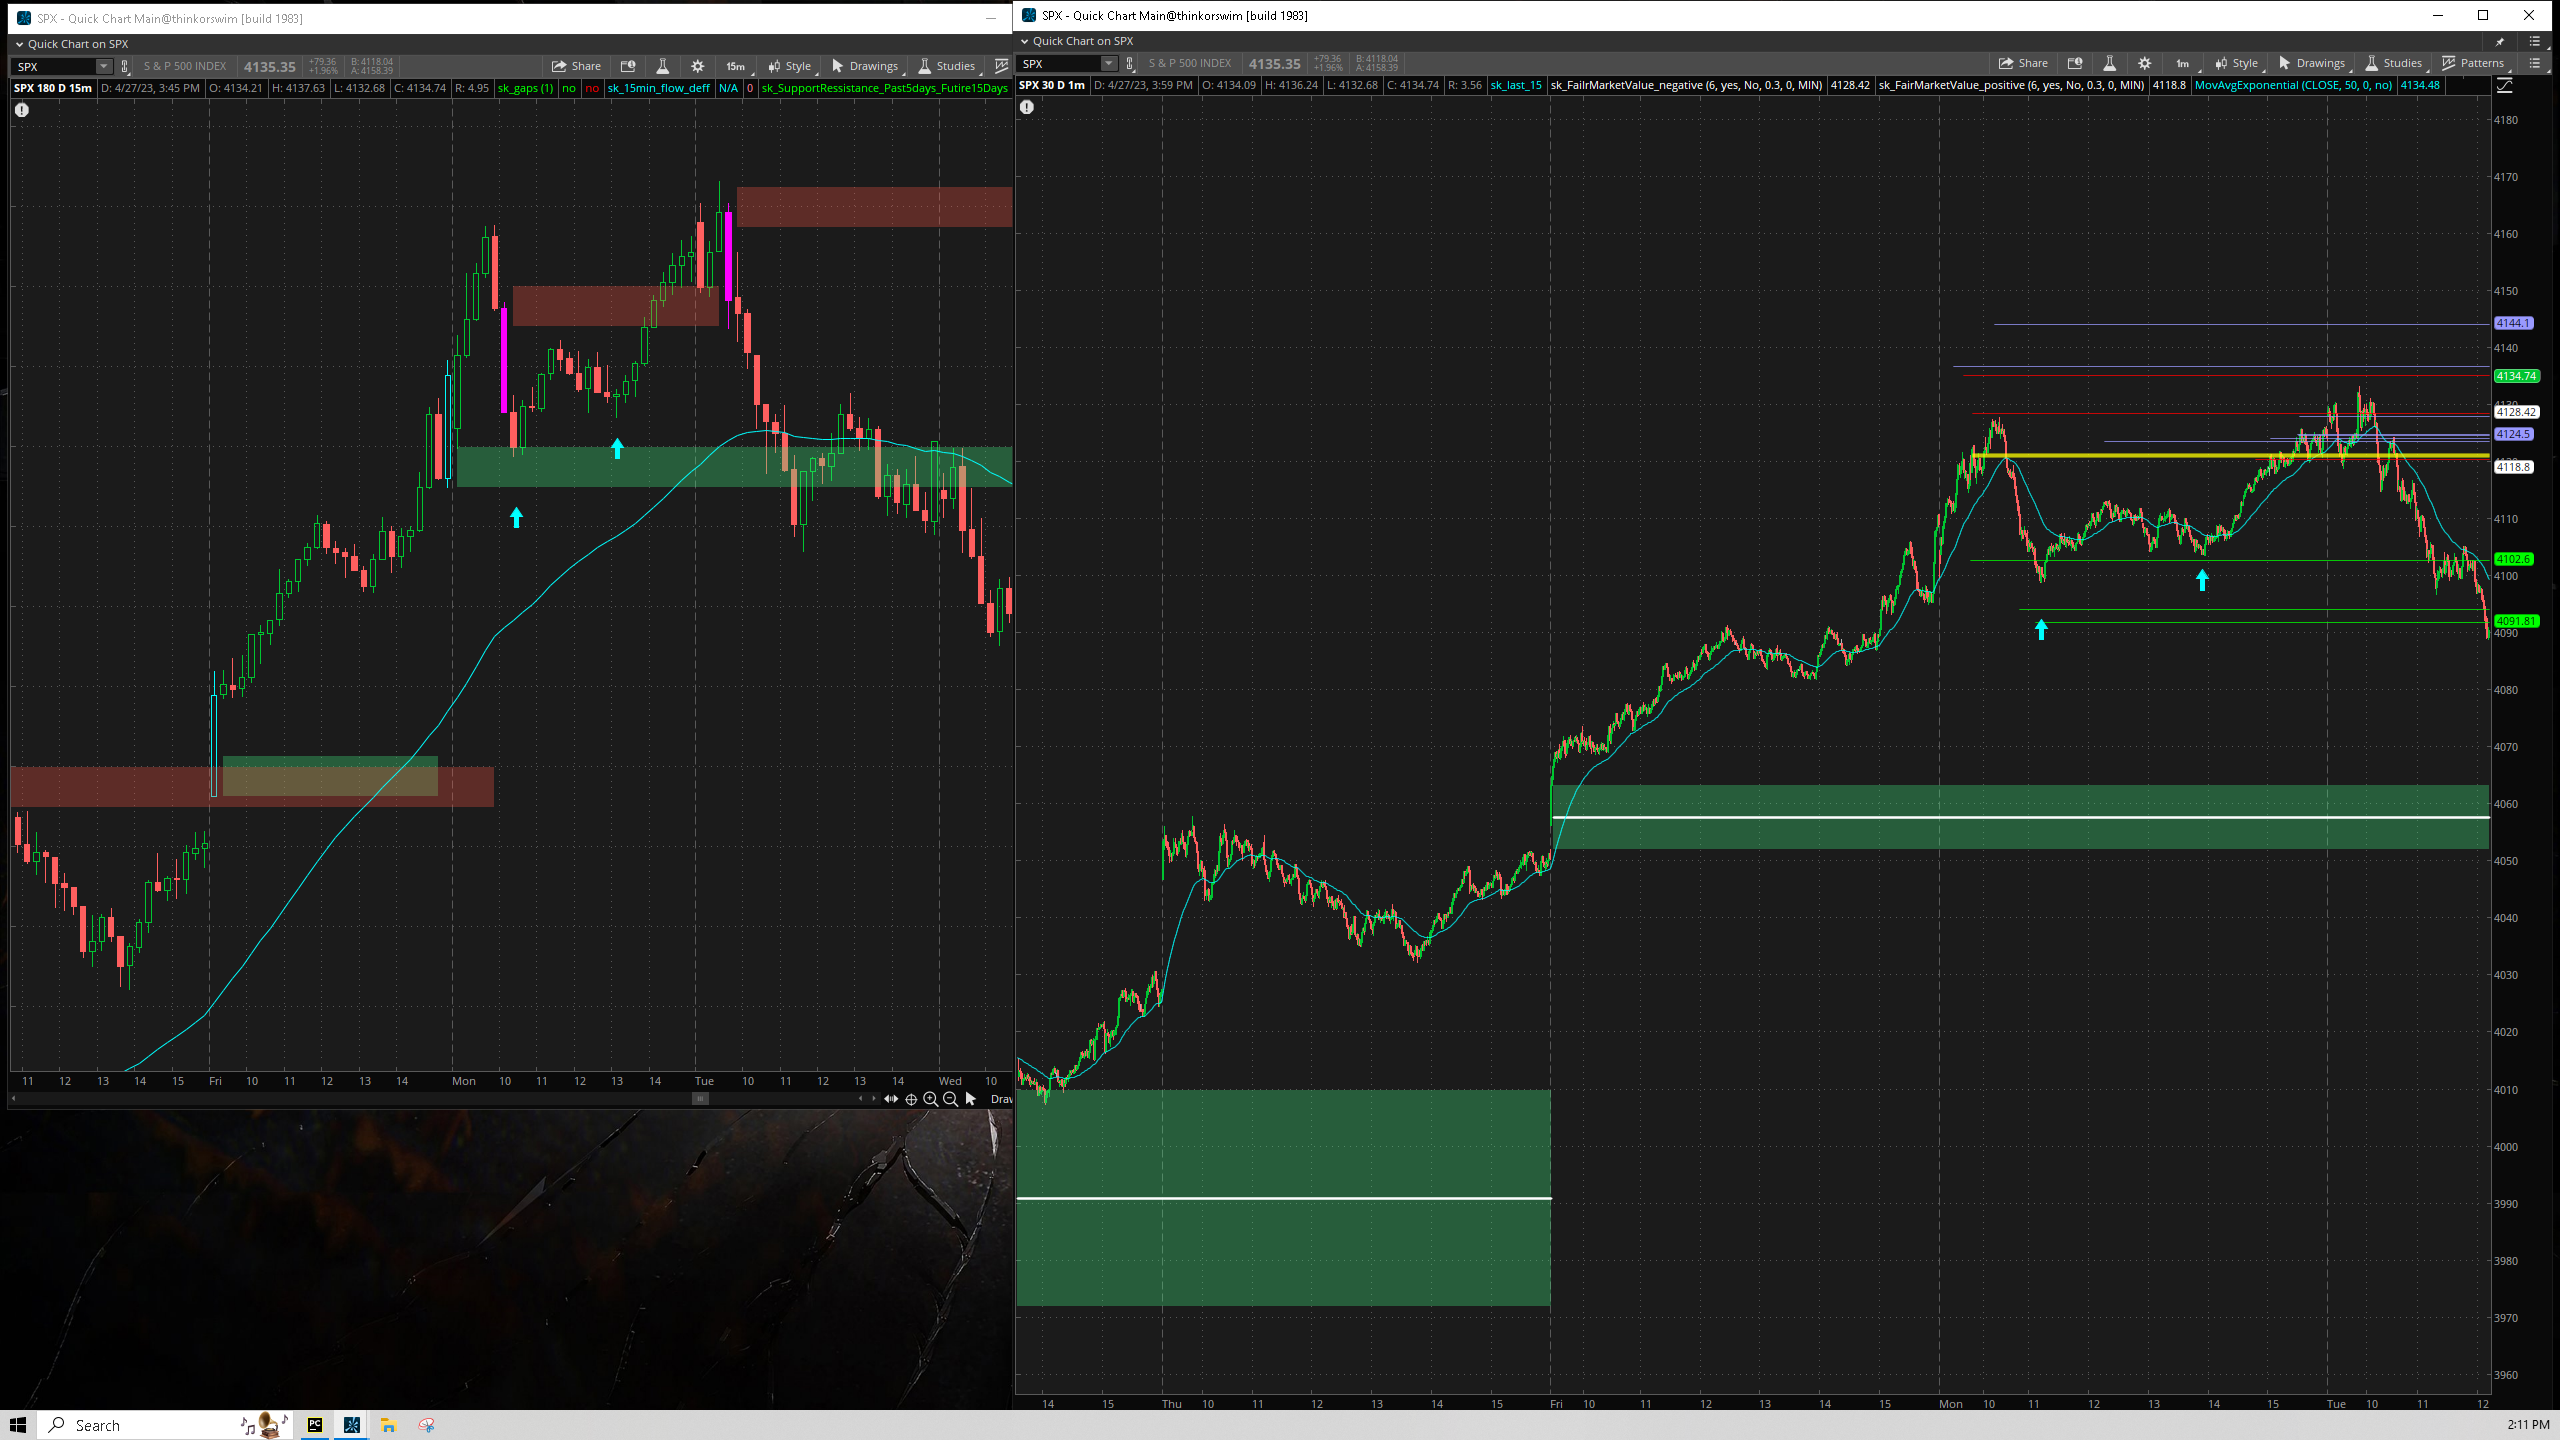 SPX - Quick Chart Main@thinkorswim [build 1983]
Quick Chart on SPX
SPX S & P 500 INDEX 4135.35 +79.36 +1.96% B: 4118.04 A: 4158.39 Share 15m Style Drawings Studies
SPX 180 D 15m D: 4/27/23, 3:45 PM O: 4134.21 H: 4137.63 L: 4132.68 C: 4134.74 R: 4.95 sk_gaps (1) no no sk_15min_flow_deff N/A 0 sk_SupportRessistance_Past5days_Futire15Days
11 12 13 14 15 Fri 10 11 12 13 14 Mon 10 11 12 13 14 Tue 10 11 12 13 14 Wed 10
Draw
SPX - Quick Chart Main@thinkorswim [build 1983]
Quick Chart on SPX
SPX S & P 500 INDEX 4135.35 +79.36 +1.96% B: 4118.04 A: 4158.39 Share 1m Style Drawings Studies Patterns
SPX 30 D 1m D: 4/27/23, 3:59 PM O: 4134.09 H: 4136.24 L: 4132.68 C: 4134.74 R: 3.56 sk_last_15 sk_FailrMarketValue_negative (6, yes, No, 0.3, 0, MIN) 4128.42 sk_FairMarketValue_positive (6, yes, No, 0.3, 0, MIN) 4118.8 MovAvgExponential (CLOSE, 50, 0, no) 4134.48
4180
4170
4160
4150
4144.1
4140
4134.74
4130
4128.42
4124.5
4120
4118.8
4110
4102.6
4100
4091.81
4090
4080
4070
4060
4050
4040
4030
4020
4010
4000
3990
3980
3970
3960
14 15 Thu 10 11 12 13 14 15 Fri 10 11 12 13 14 15 Mon 10 11 12 13 14 15 Tue 10 11 12
Search PC 2:11 PM